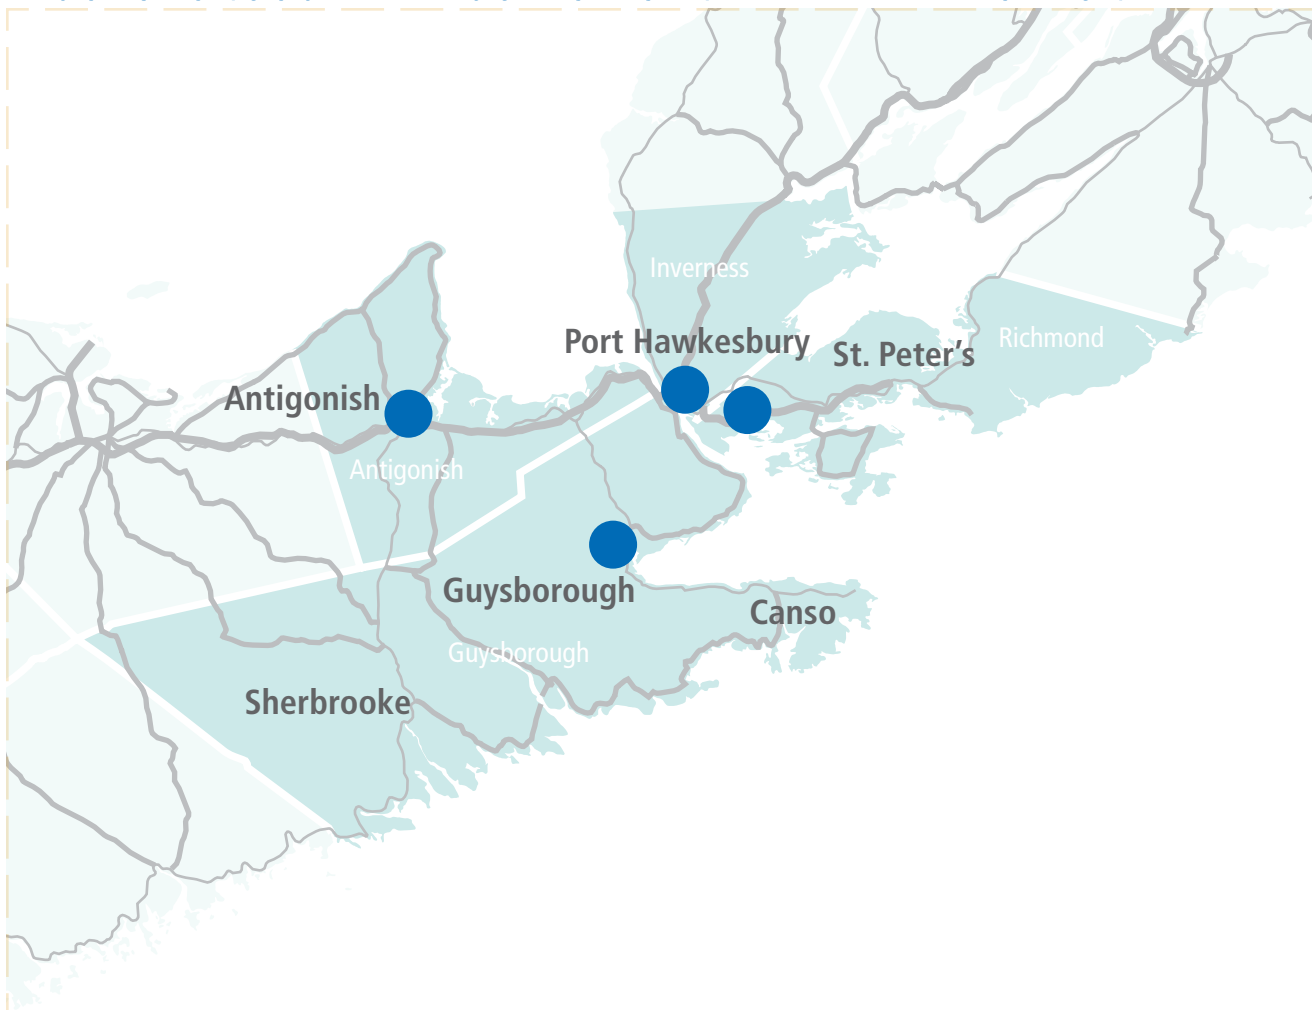 Inverness
Port Hawkesbury
St. Peter’s
Richmond
Antigonish
Antigonish
Guysborough
Canso
Guysborough
Sherbrooke